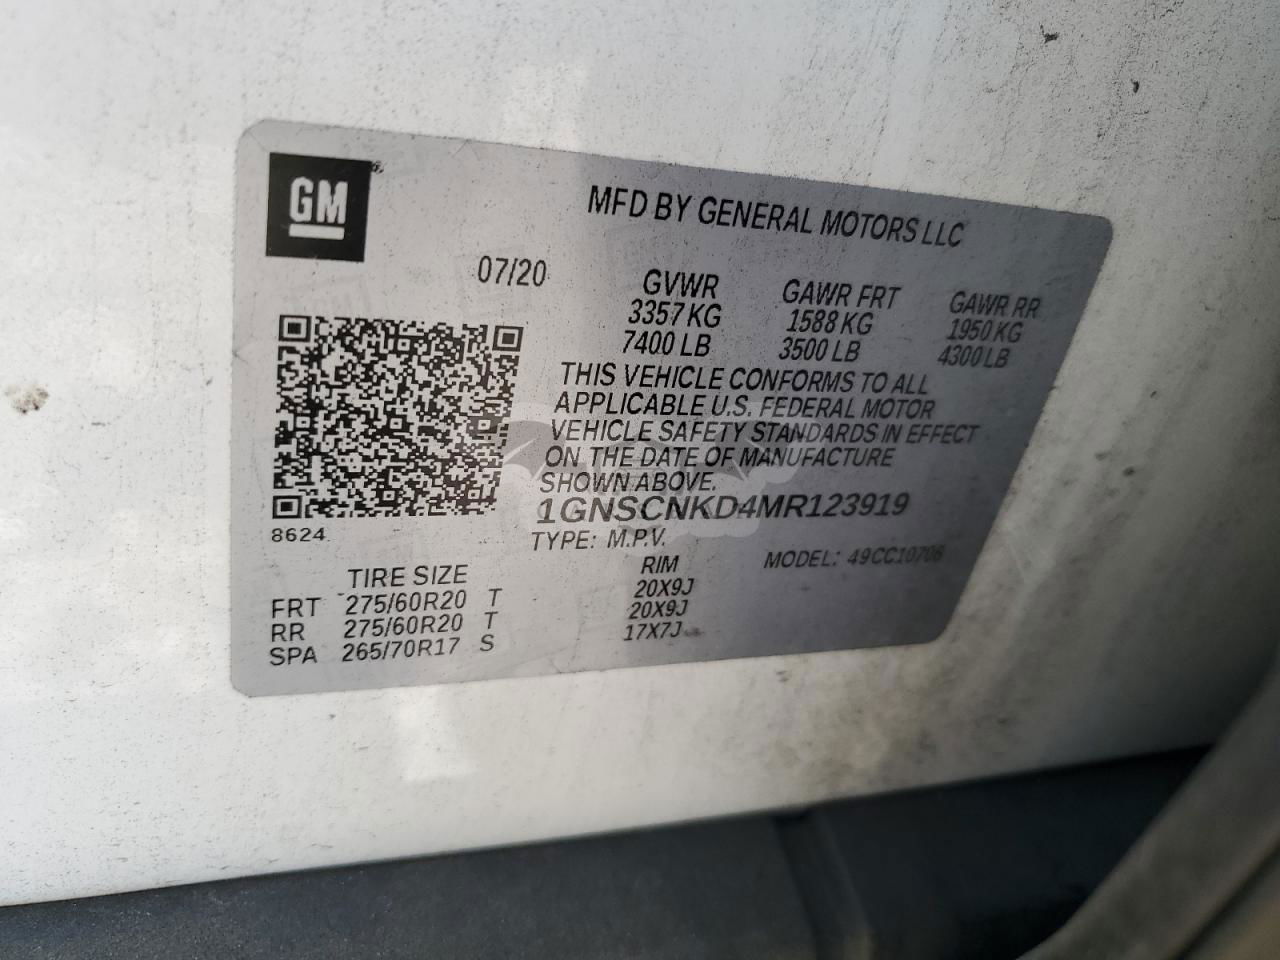 GM
MFD BY GENERAL MOTORS LLC
07/20 GVWR GAWR FRT GAWR RR
3357 KG 1588 KG 1950 KG
7400 LB 3500 LB 4300 LB
THIS VEHICLE CONFORMS TO ALL
APPLICABLE U.S. FEDERAL MOTOR
VEHICLE SAFETY STANDARDS IN EFFECT
ON THE DATE OF MANUFACTURE
SHOWN ABOVE.
1GNSCNKD4MR123919
8624
TYPE: M.P.V. MODEL: 49CC10706
TIRE SIZE RIM
FRT 275/60R20 T 20X9J
RR 275/60R20 T 20X9J
SPA 265/70R17 S 17X7J